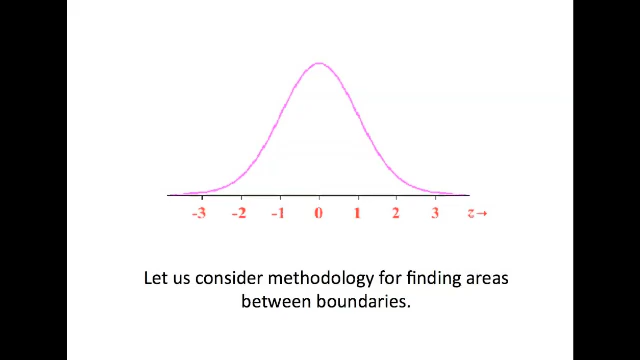 -3 -2 -1 0 1 2 3 z→
Let us consider methodology for finding areas
between boundaries.